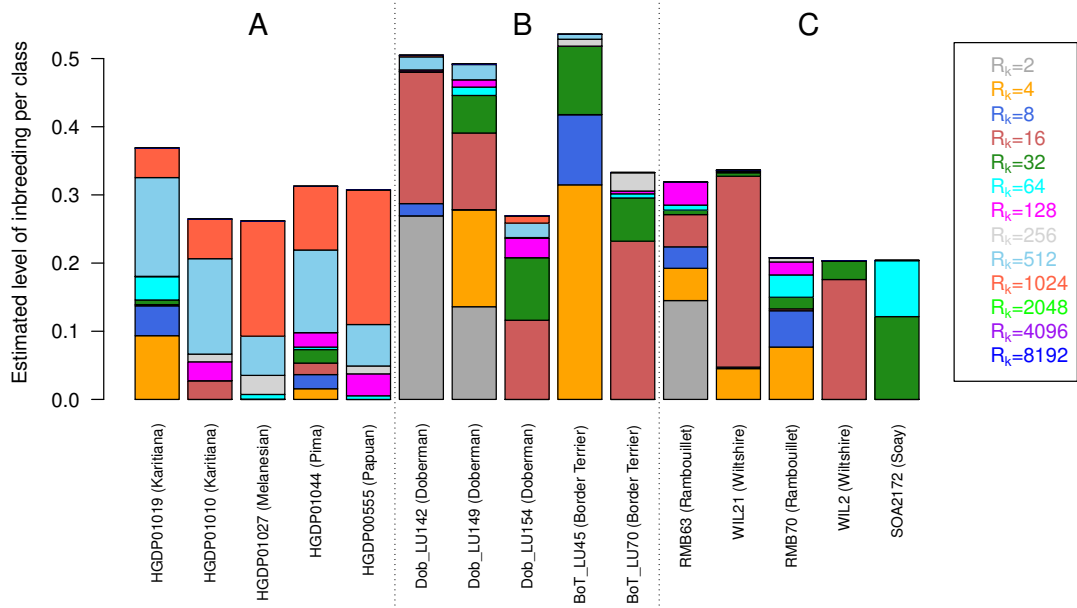 A
B
C
Estimated level of inbreeding per class
0.5
0.4
0.3
0.2
0.1
0.0
HGDP01019 (Karitiana)
HGDP01010 (Karitiana)
HGDP01027 (Melanesian)
HGDP01044 (Pima)
HGDP00555 (Papuan)
Dob_LU142 (Doberman)
Dob_LU149 (Doberman)
Dob_LU154 (Doberman)
BoT_LU45 (Border Terrier)
BoT_LU70 (Border Terrier)
RMB63 (Rambouillet)
WIL21 (Wiltshire)
RMB70 (Rambouillet)
WIL2 (Wiltshire)
SOA2172 (Soay)
Rk=2
Rk=4
Rk=8
Rk=16
Rk=32
Rk=64
Rk=128
Rk=256
Rk=512
Rk=1024
Rk=2048
Rk=4096
Rk=8192